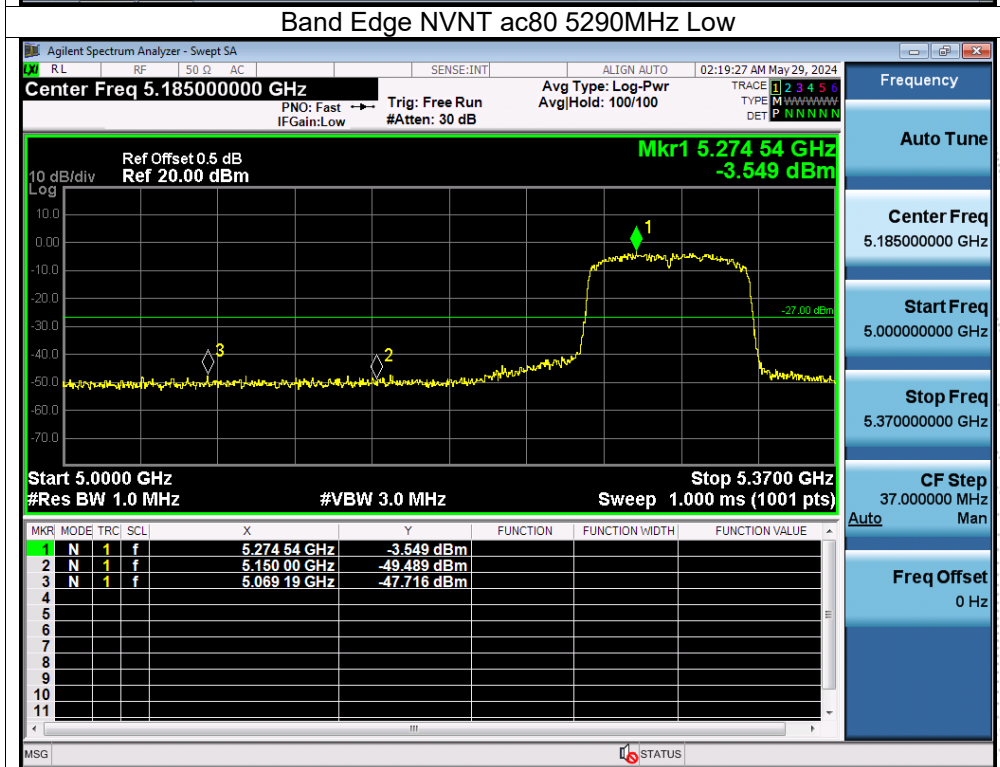 Band Edge NVNT ac80 5290MHz Low
Agilent Spectrum Analyzer - Swept SA
LXI RL RF 50 Ω AC SENSE:INT ALIGN AUTO 02:19:27 AM May 29, 2024
Center Freq 5.185000000 GHz
PNO: Fast
IFGain:Low
Trig: Free Run
#Atten: 30 dB
Avg Type: Log-Pwr
Avg|Hold: 100/100
TRACE 1 2 3 4 5 6
TYPE M WWWWW
DET P N N N N N
Frequency
Auto Tune
Center Freq
5.185000000 GHz
Start Freq
5.000000000 GHz
Stop Freq
5.370000000 GHz
CF Step
37.000000 MHz
Auto Man
Freq Offset
0 Hz
Mkr1 5.274 54 GHz
-3.549 dBm
Ref Offset 0.5 dB
10 dB/div Ref 20.00 dBm
Log
10.0
0.00
-10.0
-20.0
-30.0
-40.0
-50.0
-60.0
-70.0
1
-27.00 dBm
3
2
Start 5.0000 GHz Stop 5.3700 GHz
#Res BW 1.0 MHz #VBW 3.0 MHz Sweep 1.000 ms (1001 pts)
MKR MODE TRC SCL X Y FUNCTION FUNCTION WIDTH FUNCTION VALUE
1 N 1 f 5.274 54 GHz -3.549 dBm
2 N 1 f 5.150 00 GHz -49.489 dBm
3 N 1 f 5.069 19 GHz -47.716 dBm
4
5
6
7
8
9
10
11
MSG STATUS